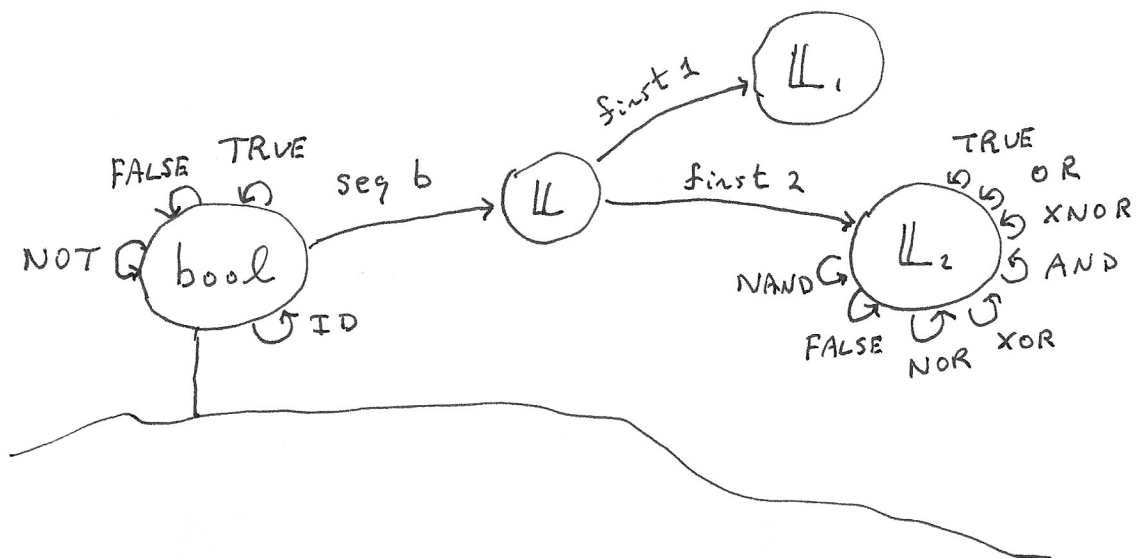 first 1
𝕃₁
FALSE
TRUE
seq b
𝕃
first 2
TRUE
OR
XNOR
NOT
bool
𝕃₂
AND
NAND
ID
FALSE
NOR
XOR